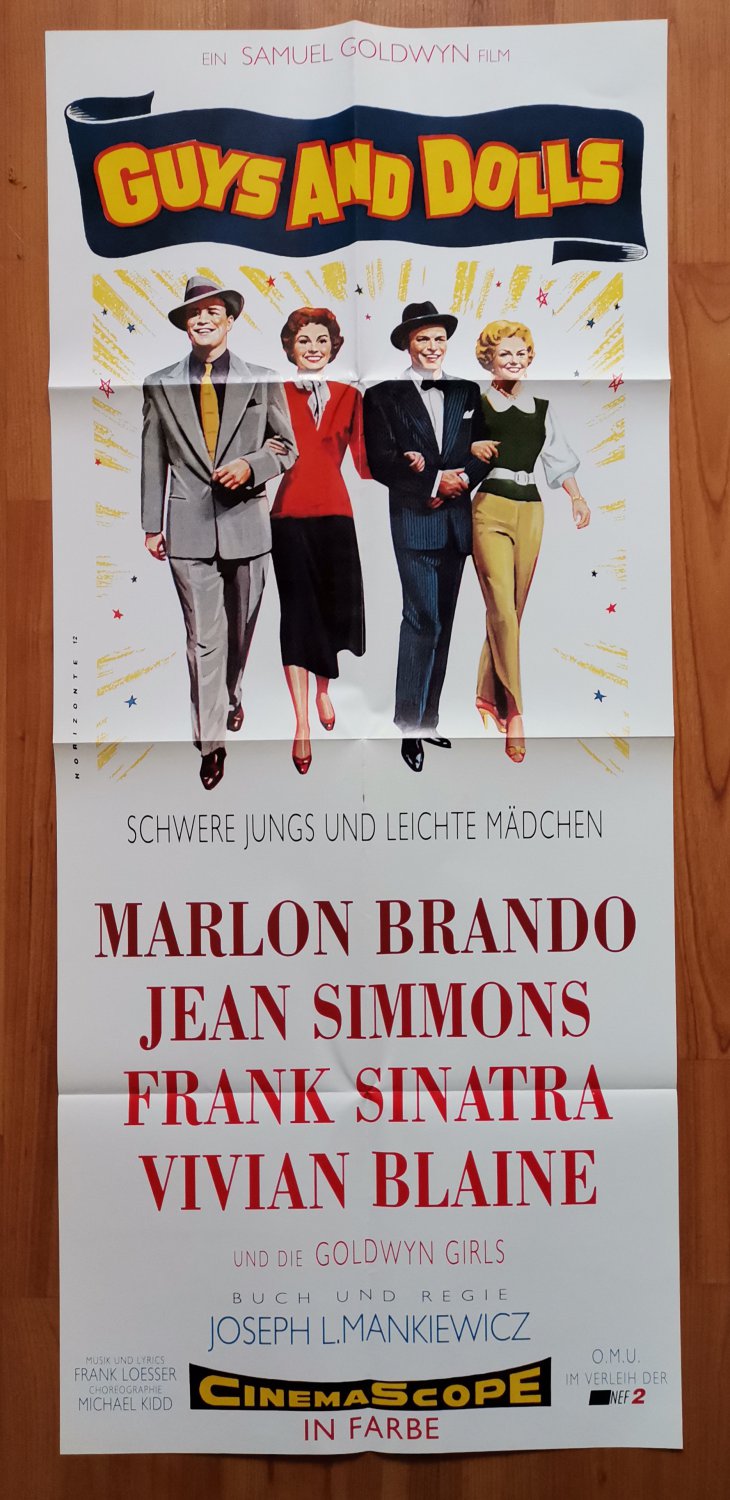 EIN SAMUEL GOLDWYN FILM
GUYS AND DOLLS
HORIZONTE 12
SCHWERE JUNGS UND LEICHTE MÄDCHEN
MARLON BRANDO
JEAN SIMMONS
FRANK SINATRA
VIVIAN BLAINE
UND DIE GOLDWYN GIRLS
BUCH UND REGIE
JOSEPH L.MANKIEWICZ
MUSIK UND LYRICS
FRANK LOESSER
CHOREOGRAPHIE
MICHAEL KIDD
CINEMASCOPE
IN FARBE
O.M.U.
IM VERLEIH DER
NEF 2